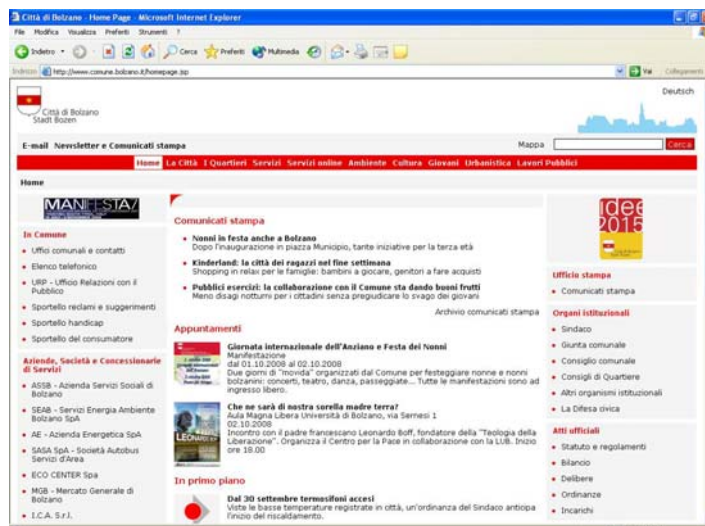 Città di Bolzano - Home Page - Microsoft Internet Explorer
File Modifica Visualizza Preferiti Strumenti ?
Indietro Cerca Preferiti Multimedia
Indirizzo http://www.comune.bolzano.it/homepage.jsp Vai Collegamenti
Deutsch
Città di Bolzano
Stadt Bozen
E-mail Newsletter e Comunicati stampa
Mappa Cerca
Home La Città I Quartieri Servizi Servizi online Ambiente Cultura Giovani Urbanistica Lavori Pubblici
Home
MANIFESTA7
In Comune
Uffici comunali e contatti
Elenco telefonico
URP - Ufficio Relazioni con il
Pubblico
Sportello reclami e suggerimenti
Sportello handicap
Sportello del consumatore
Aziende, Società e Concessionarie
di Servizi
ASSB - Azienda Servizi Sociali di
Bolzano
SEAB - Servizi Energia Ambiente
Bolzano SpA
AE - Azienda Energetica SpA
SASA SpA - Società Autobus
Servizi d'Area
ECO CENTER Spa
MGB - Mercato Generale di
Bolzano
I.C.A. S.r.l.
Comunicati stampa
Nonni in festa anche a Bolzano
Dopo l'inaugurazione in piazza Municipio, tante iniziative per la terza età
Kinderland: la città dei ragazzi nel fine settimana
Shopping in relax per le famiglie: bambini a giocare, genitori a fare acquisti
Pubblici esercizi: la collaborazione con il Comune sta dando buoni frutti
Meno disagi notturni per i cittadini senza pregiudicare lo svago dei giovani
Archivio comunicati stampa
Appuntamenti
Giornata internazionale dell'Anziano e Festa dei Nonni
Manifestazione
dal 01.10.2008 al 02.10.2008
Due giorni di "movida" organizzati dal Comune per festeggiare nonne e nonni
bolzanini: concerti, teatro, danza, passeggiate... Tutte le manifestazioni sono ad
ingresso libero.
Che ne sarà di nostra sorella madre terra?
Aula Magna Libera Università di Bolzano, via Sernesi 1
02.10.2008
Incontro con il padre francescano Leonardo Boff, fondatore della "Teologia della
Liberazione". Organizza il Centro per la Pace in collaborazione con la LUB. Inizio
ore 18.00
In primo piano
Dal 30 settembre termosifoni accesi
Viste le basse temperature registrate in città, un'ordinanza del Sindaco anticipa
l'inizio del riscaldamento.
idee
2015
Ufficio stampa
Comunicati stampa
Organi istituzionali
Sindaco
Giunta comunale
Consiglio comunale
Consigli di Quartiere
Altri organismi istituzionali
La Difesa civica
Atti ufficiali
Statuto e regolamenti
Bilancio
Delibere
Ordinanze
Incarichi